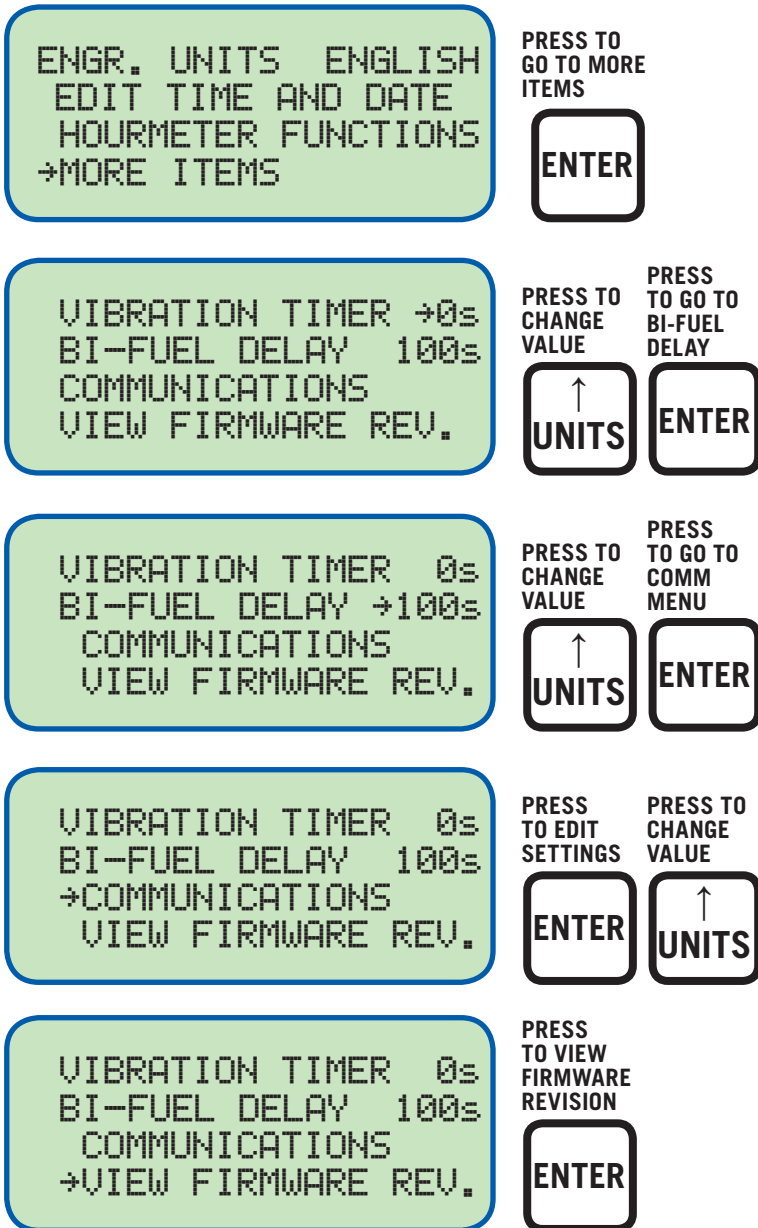 ENGR. UNITS ENGLISH
EDIT TIME AND DATE
HOURMETER FUNCTIONS
→MORE ITEMS
PRESS TO
GO TO MORE
ITEMS
ENTER
VIBRATION TIMER →0s
BI-FUEL DELAY 100s
COMMUNICATIONS
VIEW FIRMWARE REV.
PRESS TO
CHANGE
VALUE
↑
UNITS
PRESS
TO GO TO
BI-FUEL
DELAY
ENTER
VIBRATION TIMER 0s
BI-FUEL DELAY →100s
COMMUNICATIONS
VIEW FIRMWARE REV.
PRESS TO
CHANGE
VALUE
↑
UNITS
PRESS
TO GO TO
COMM
MENU
ENTER
VIBRATION TIMER 0s
BI-FUEL DELAY 100s
→COMMUNICATIONS
VIEW FIRMWARE REV.
PRESS
TO EDIT
SETTINGS
ENTER
PRESS TO
CHANGE
VALUE
↑
UNITS
VIBRATION TIMER 0s
BI-FUEL DELAY 100s
COMMUNICATIONS
→VIEW FIRMWARE REV.
PRESS
TO VIEW
FIRMWARE
REVISION
ENTER